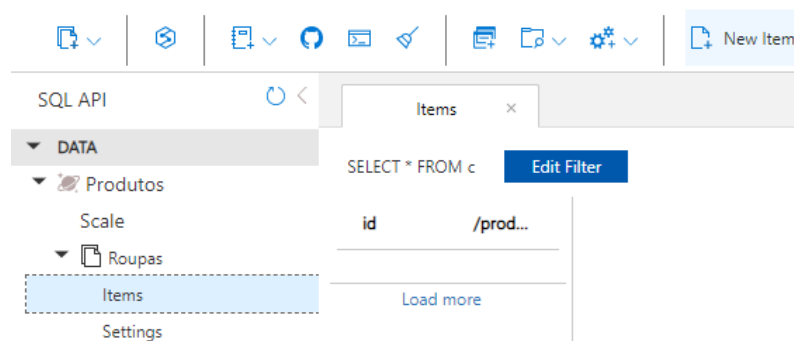 New Item
SQL API
Items
DATA
SELECT * FROM c
Edit Filter
Produtos
Scale
id
/prod...
Roupas
Items
Load more
Settings